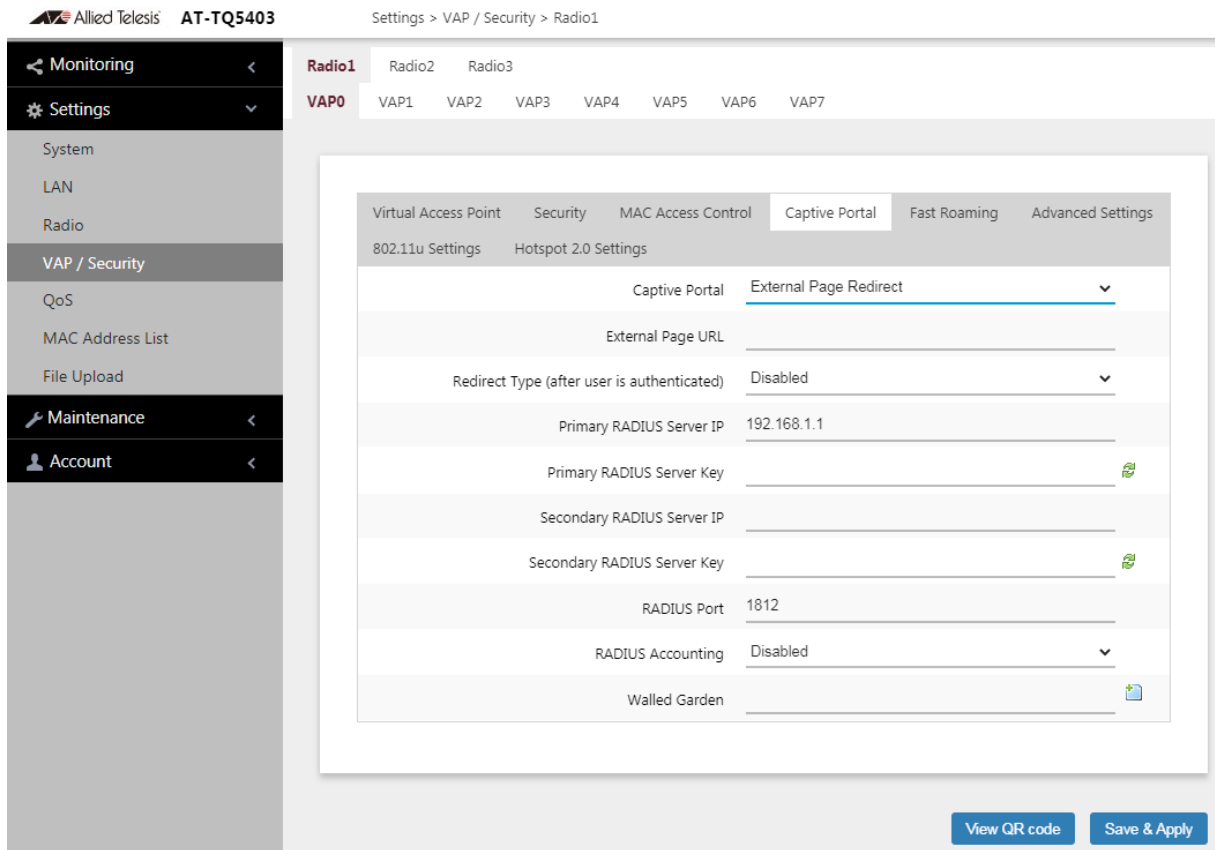 Allied Telesis AT-TQ5403 Settings > VAP / Security > Radio1
Monitoring
Settings
System
LAN
Radio
VAP / Security
QoS
MAC Address List
File Upload
Maintenance
Account
Radio1 Radio2 Radio3
VAP0 VAP1 VAP2 VAP3 VAP4 VAP5 VAP6 VAP7
Virtual Access Point Security MAC Access Control Captive Portal Fast Roaming Advanced Settings
802.11u Settings Hotspot 2.0 Settings
Captive Portal External Page Redirect
External Page URL
Redirect Type (after user is authenticated) Disabled
Primary RADIUS Server IP 192.168.1.1
Primary RADIUS Server Key
Secondary RADIUS Server IP
Secondary RADIUS Server Key
RADIUS Port 1812
RADIUS Accounting Disabled
Walled Garden
View QR code Save & Apply